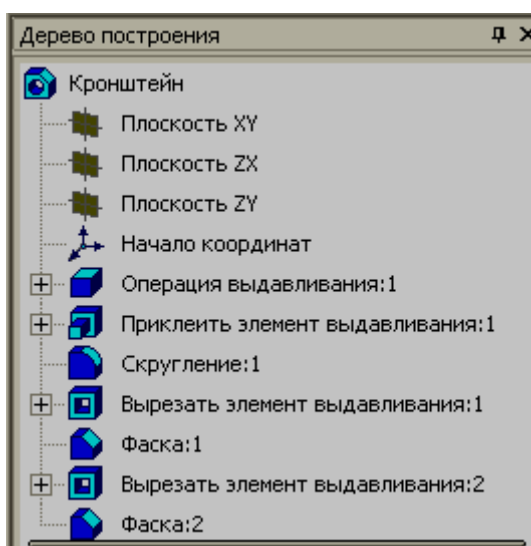 Дерево построения
Кронштейн
Плоскость XY
Плоскость ZX
Плоскость ZY
Начало координат
Операция выдавливания:1
Приклеить элемент выдавливания:1
Скругление:1
Вырезать элемент выдавливания:1
Фаска:1
Вырезать элемент выдавливания:2
Фаска:2